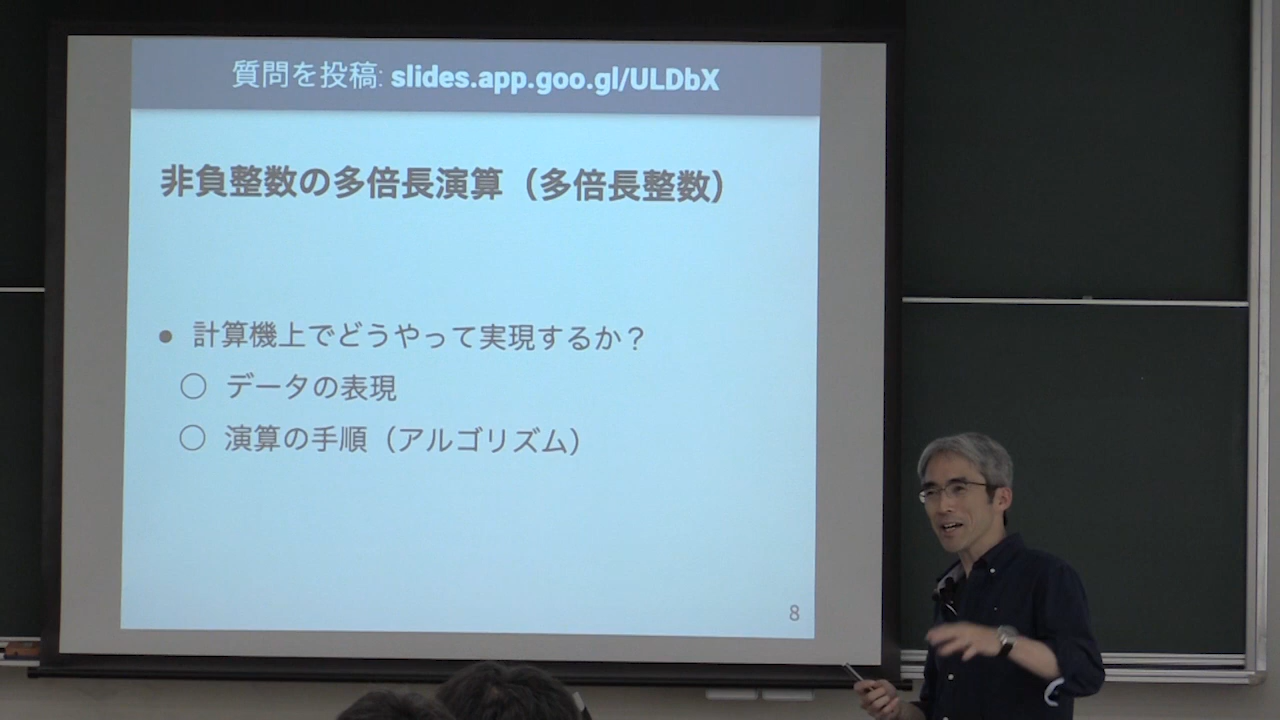 質問を投稿: slides.app.goo.gl/ULDbX
非負整数の多倍長演算（多倍長整数）
● 計算機上でどうやって実現するか？
○ データの表現
○ 演算の手順（アルゴリズム）
8